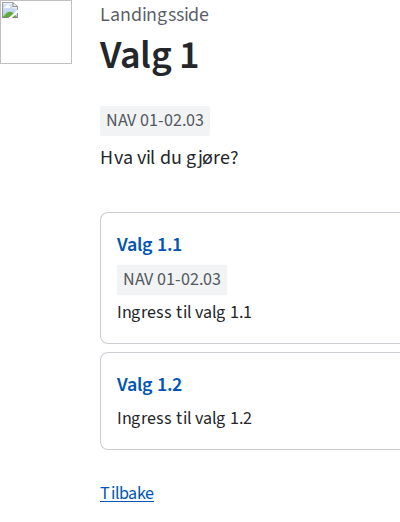 Landingsside
Valg 1
NAV 01-02.03
Hva vil du gjøre?
Valg 1.1
NAV 01-02.03
Ingress til valg 1.1
Valg 1.2
Ingress til valg 1.2
Tilbake